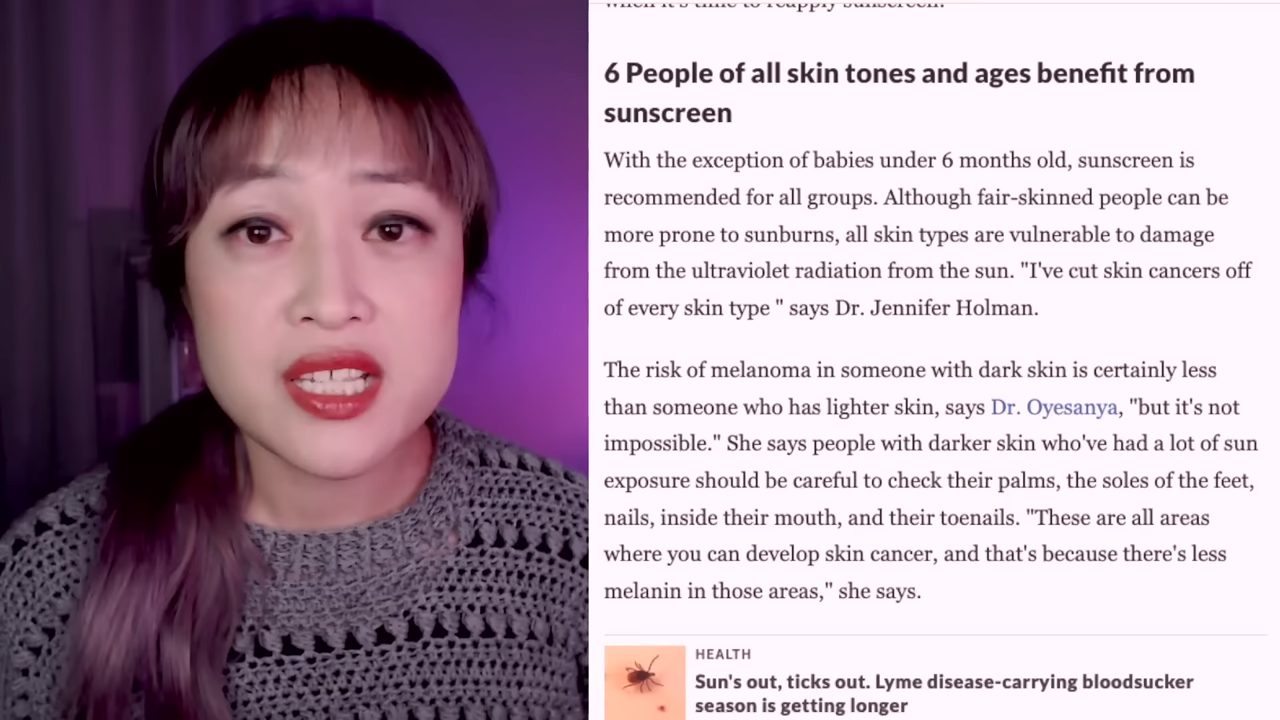 when it's time to reapply sunscreen.
6 People of all skin tones and ages benefit from
sunscreen
With the exception of babies under 6 months old, sunscreen is
recommended for all groups. Although fair-skinned people can be
more prone to sunburns, all skin types are vulnerable to damage
from the ultraviolet radiation from the sun. "I've cut skin cancers off
of every skin type " says Dr. Jennifer Holman.
The risk of melanoma in someone with dark skin is certainly less
than someone who has lighter skin, says Dr. Oyesanya, "but it's not
impossible." She says people with darker skin who've had a lot of sun
exposure should be careful to check their palms, the soles of the feet,
nails, inside their mouth, and their toenails. "These are all areas
where you can develop skin cancer, and that's because there's less
melanin in those areas," she says.
HEALTH
Sun's out, ticks out. Lyme disease-carrying bloodsucker
season is getting longer